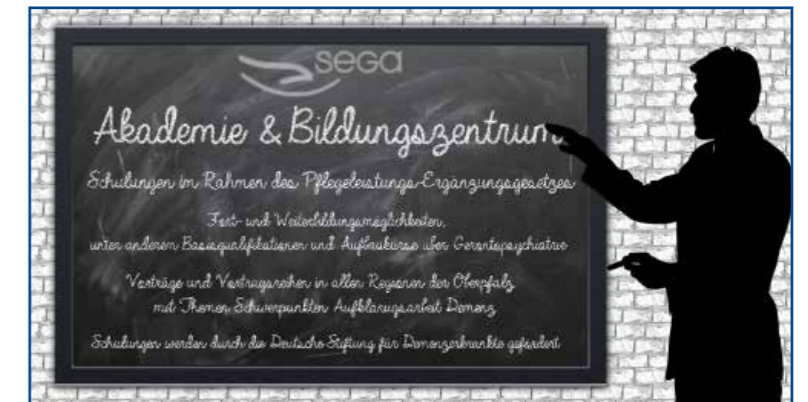 sega
Akademie & Bildungszentrum
Schulungen im Rahmen des Pflegeleistungs-Ergänzungsgesetzes
Fort- und Weiterbildungsmöglichkeiten,
unter anderen Basisqualifikationen und Aufbaukurse über Gerontopsychiatrie
Vorträge und Vortragsreihen in allen Regionen der Oberpfalz
mit Themen Schwerpunkten Aufklärugsarbeit Demenz
Schulungen werden durch die Deutsche Stiftung für Demenzerkrankte gefördert